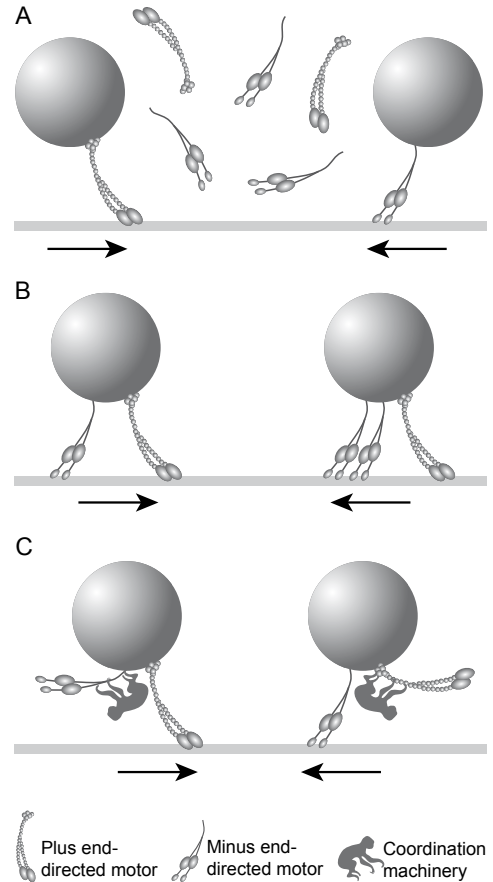 A
B
C
Plus end-
directed motor
Minus end-
directed motor
Coordination
machinery